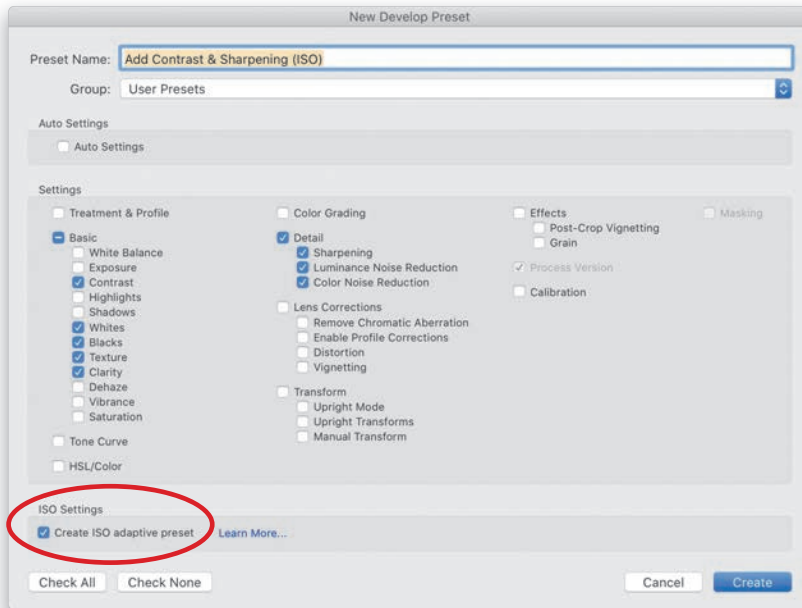 New Develop Preset
Preset Name: Add Contrast & Sharpening (ISO)
Group: User Presets
Auto Settings
Auto Settings
Settings
Treatment & Profile
Basic
White Balance
Exposure
Contrast
Highlights
Shadows
Whites
Blacks
Texture
Clarity
Dehaze
Vibrance
Saturation
Tone Curve
HSL/Color
Color Grading
Detail
Sharpening
Luminance Noise Reduction
Color Noise Reduction
Lens Corrections
Remove Chromatic Aberration
Enable Profile Corrections
Distortion
Vignetting
Transform
Upright Mode
Upright Transforms
Manual Transform
Effects
Post-Crop Vignetting
Grain
Process Version
Calibration
Masking
ISO Settings
Create ISO adaptive preset Learn More...
Check All Check None Cancel Create